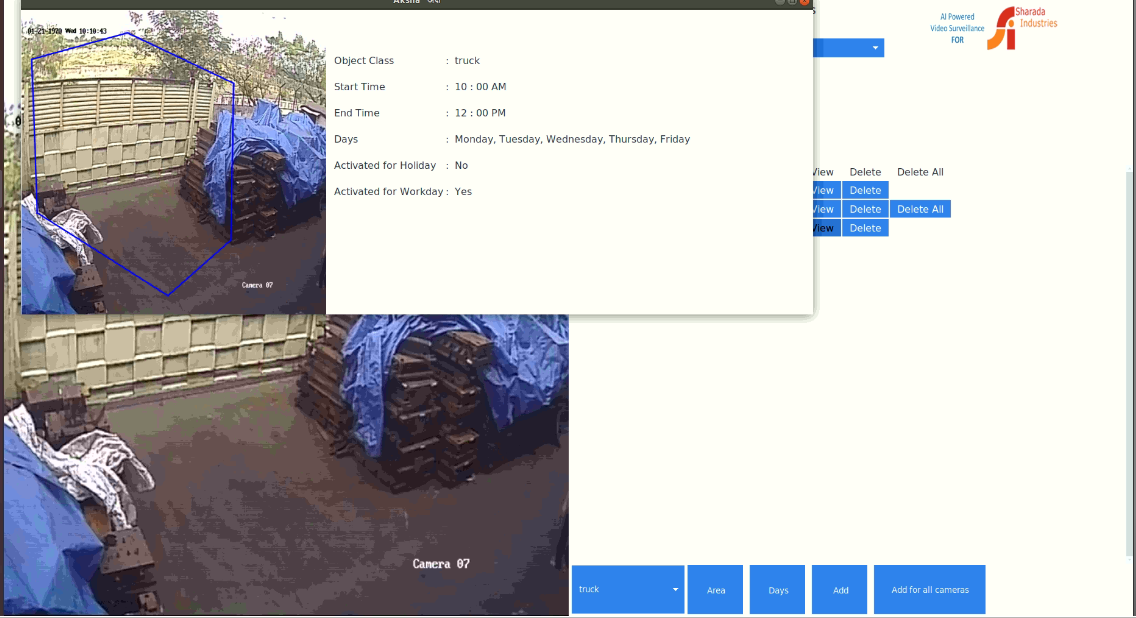 Aksha
01-21-1970 Wed 10:10:43
Camera 07
Object Class : truck
Start Time : 10 : 00 AM
End Time : 12 : 00 PM
Days : Monday, Tuesday, Wednesday, Thursday, Friday
Activated for Holiday : No
Activated for Workday : Yes
AI Powered
Video Surveillance
FOR
Sharada
Industries
View Delete Delete All
View Delete
View Delete Delete All
View Delete
Camera 07
truck Area Days Add Add for all cameras